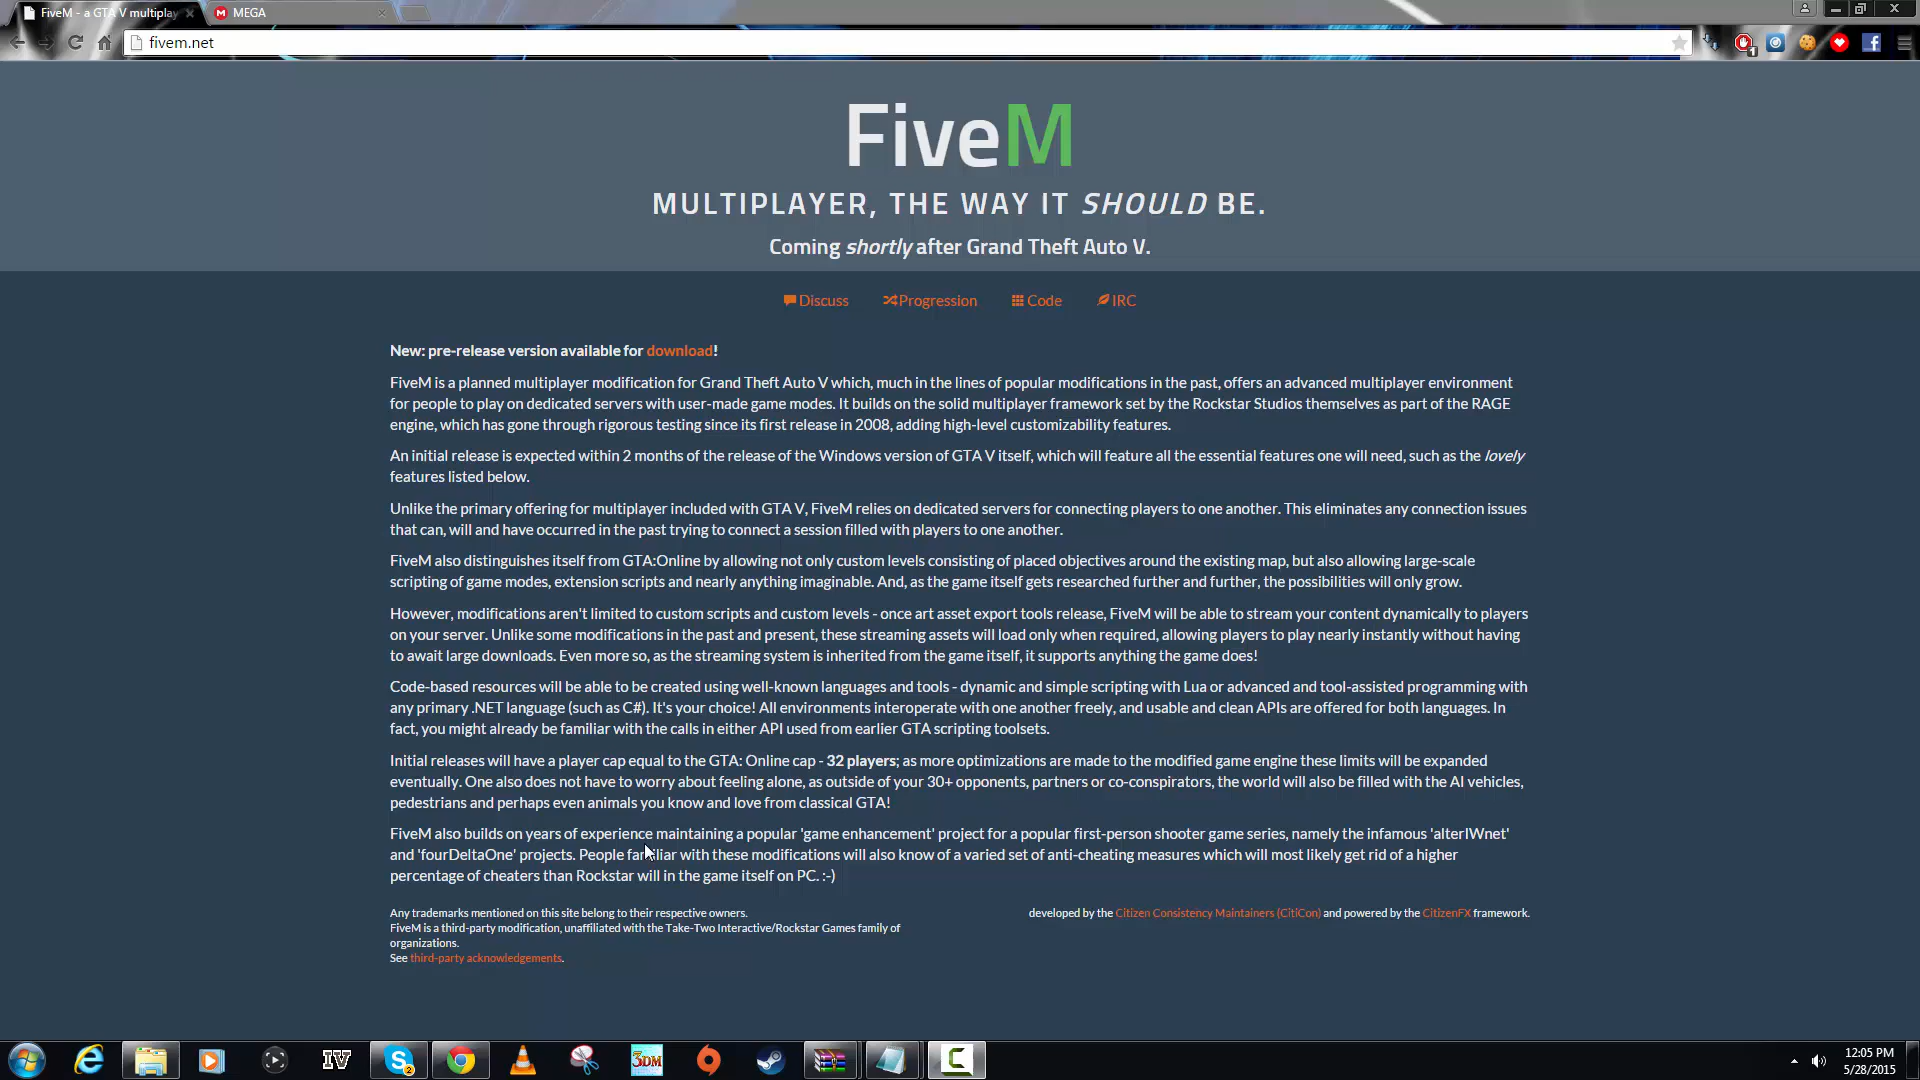 FiveM - a GTA V multiplay
MEGA
fivem.net
FiveM
MULTIPLAYER, THE WAY IT SHOULD BE.
Coming shortly after Grand Theft Auto V.
Discuss
Progression
Code
IRC
New: pre-release version available for download!
FiveM is a planned multiplayer modification for Grand Theft Auto V which, much in the lines of popular modifications in the past, offers an advanced multiplayer environment
for people to play on dedicated servers with user-made game modes. It builds on the solid multiplayer framework set by the Rockstar Studios themselves as part of the RAGE
engine, which has gone through rigorous testing since its first release in 2008, adding high-level customizability features.
An initial release is expected within 2 months of the release of the Windows version of GTA V itself, which will feature all the essential features one will need, such as the lovely
features listed below.
Unlike the primary offering for multiplayer included with GTA V, FiveM relies on dedicated servers for connecting players to one another. This eliminates any connection issues
that can, will and have occurred in the past trying to connect a session filled with players to one another.
FiveM also distinguishes itself from GTA:Online by allowing not only custom levels consisting of placed objectives around the existing map, but also allowing large-scale
scripting of game modes, extension scripts and nearly anything imaginable. And, as the game itself gets researched further and further, the possibilities will only grow.
However, modifications aren't limited to custom scripts and custom levels - once art asset export tools release, FiveM will be able to stream your content dynamically to players
on your server. Unlike some modifications in the past and present, these streaming assets will load only when required, allowing players to play nearly instantly without having
to await large downloads. Even more so, as the streaming system is inherited from the game itself, it supports anything the game does!
Code-based resources will be able to be created using well-known languages and tools - dynamic and simple scripting with Lua or advanced and tool-assisted programming with
any primary .NET language (such as C#). It's your choice! All environments interoperate with one another freely, and usable and clean APIs are offered for both languages. In
fact, you might already be familiar with the calls in either API used from earlier GTA scripting toolsets.
Initial releases will have a player cap equal to the GTA: Online cap - 32 players; as more optimizations are made to the modified game engine these limits will be expanded
eventually. One also does not have to worry about feeling alone, as outside of your 30+ opponents, partners or co-conspirators, the world will also be filled with the AI vehicles,
pedestrians and perhaps even animals you know and love from classical GTA!
FiveM also builds on years of experience maintaining a popular 'game enhancement' project for a popular first-person shooter game series, namely the infamous 'alterIWnet'
and 'fourDeltaOne' projects. People familiar with these modifications will also know of a varied set of anti-cheating measures which will most likely get rid of a higher
percentage of cheaters than Rockstar will in the game itself on PC. :-)
Any trademarks mentioned on this site belong to their respective owners.
FiveM is a third-party modification, unaffiliated with the Take-Two Interactive/Rockstar Games family of
organizations.
See third-party acknowledgements.
developed by the Citizen Consistency Maintainers (CitiCon) and powered by the CitizenFX framework.
IV
2
3DM
12:05 PM
5/28/2015